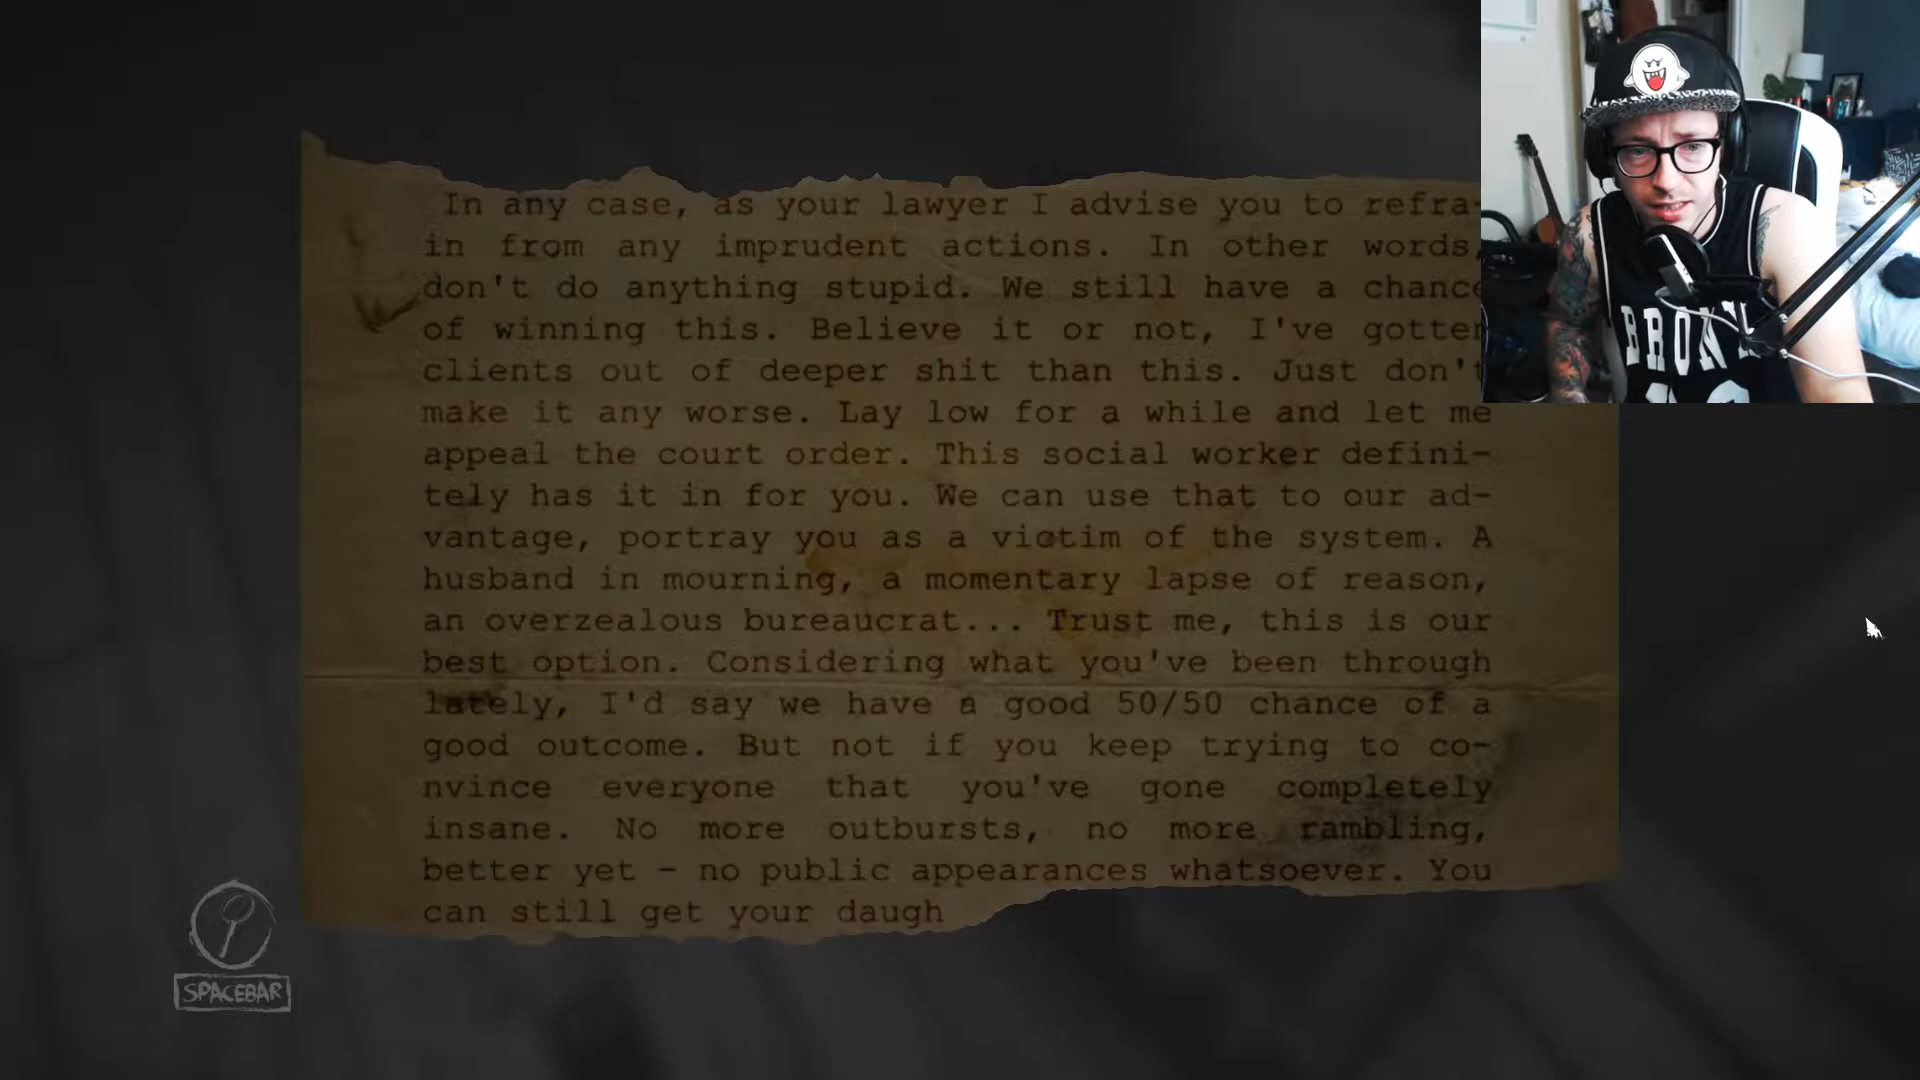 In any case, as your lawyer I advise you to refra-
in from any imprudent actions. In other words,
don't do anything stupid. We still have a chance
of winning this. Believe it or not, I've gotten
clients out of deeper shit than this. Just don't
make it any worse. Lay low for a while and let me
appeal the court order. This social worker defini-
tely has it in for you. We can use that to our ad-
vantage, portray you as a victim of the system. A
husband in mourning, a momentary lapse of reason,
an overzealous bureaucrat... Trust me, this is our
best option. Considering what you've been through
lately, I'd say we have a good 50/50 chance of a
good outcome. But not if you keep trying to co-
nvince everyone that you've gone completely
insane. No more outbursts, no more rambling,
better yet - no public appearances whatsoever. You
can still get your daugh
SPACEBAR